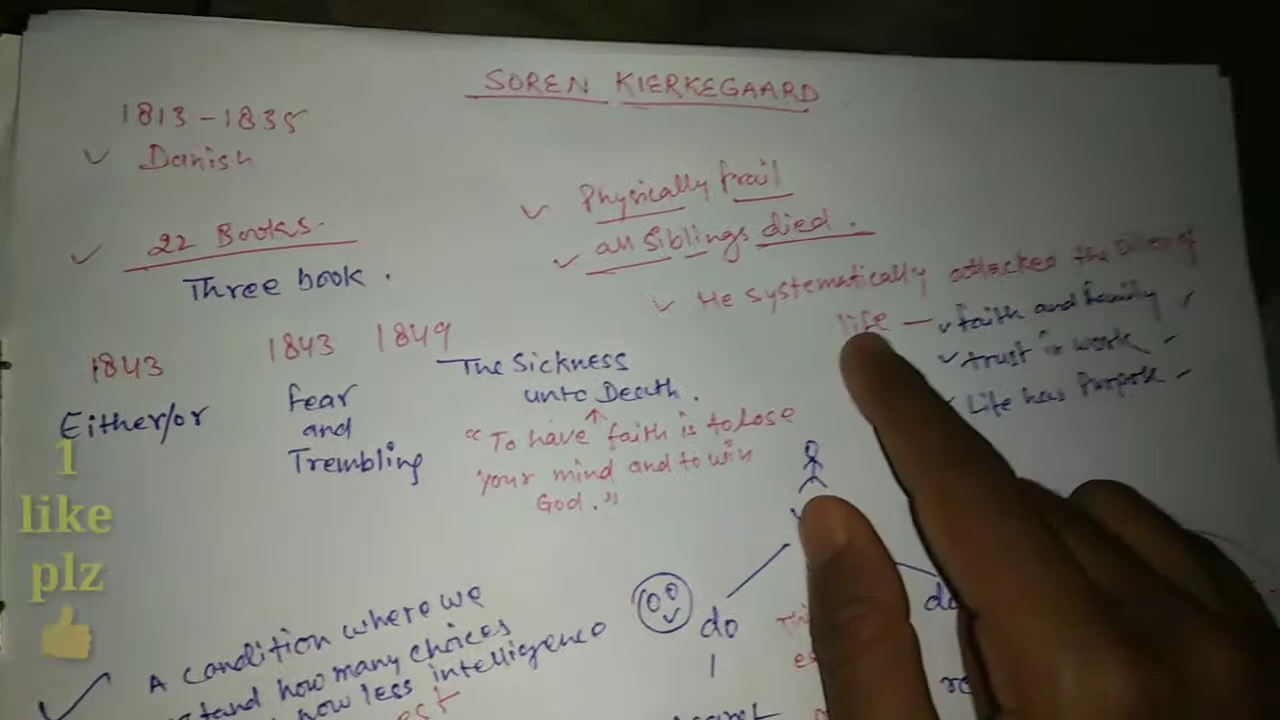 SOREN KIERKEGAARD
1813-1835
Danish
22 Books.
Three book.
Physically frail
all siblings died.
He systematically attacked the of
life - faith and family
trust in work
Life has Purpose
1843
Either/or
1843
Fear
and
Trembling
1849
The Sickness
unto Death.
"To have faith is to lose
your mind and to win
God."
do
A condition where we
how many choices
how less intelligence
1
like
plz